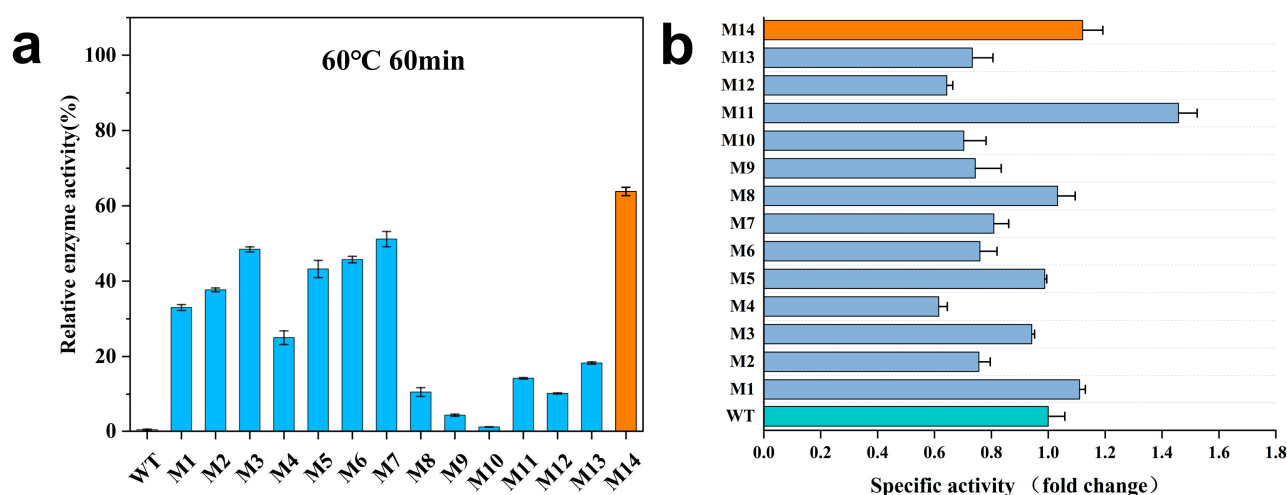 a
60℃ 60min
Relative enzyme activity(%)
100
80
60
40
20
0
WT M1 M2 M3 M4 M5 M6 M7 M8 M9 M10 M11 M12 M13 M14
b
M14
M13
M12
M11
M10
M9
M8
M7
M6
M5
M4
M3
M2
M1
WT
0.0 0.2 0.4 0.6 0.8 1.0 1.2 1.4 1.6 1.8
Specific activity （fold change）